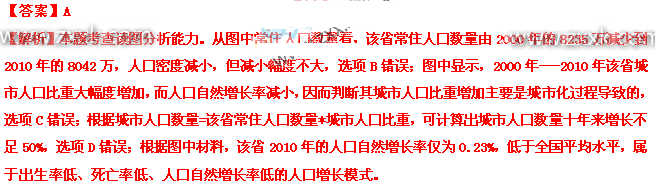 【答案】A
【解析】本题考查读图分析能力。从图中常住人口数量看，该省常住人口数量由 2000 年的 8235 万减少到
2010 年的 8042 万，人口密度减小，但减小幅度不大，选项 B 错误；图中显示，2000 年---2010 年该省城
市人口比重大幅度增加，而人口自然增长率减小，因而判断其城市人口比重增加主要是城市化过程导致的，
选项 C 错误；根据城市人口数量=该省常住人口数量*城市人口比重，可计算出城市人口数量十年来增长不
足 50%，选项 D 错误；根据图中材料，该省 2010 年的人口自然增长率仅为 0.23%，低于全国平均水平，属
于出生率低、死亡率低、人口自然增长率低的人口增长模式。